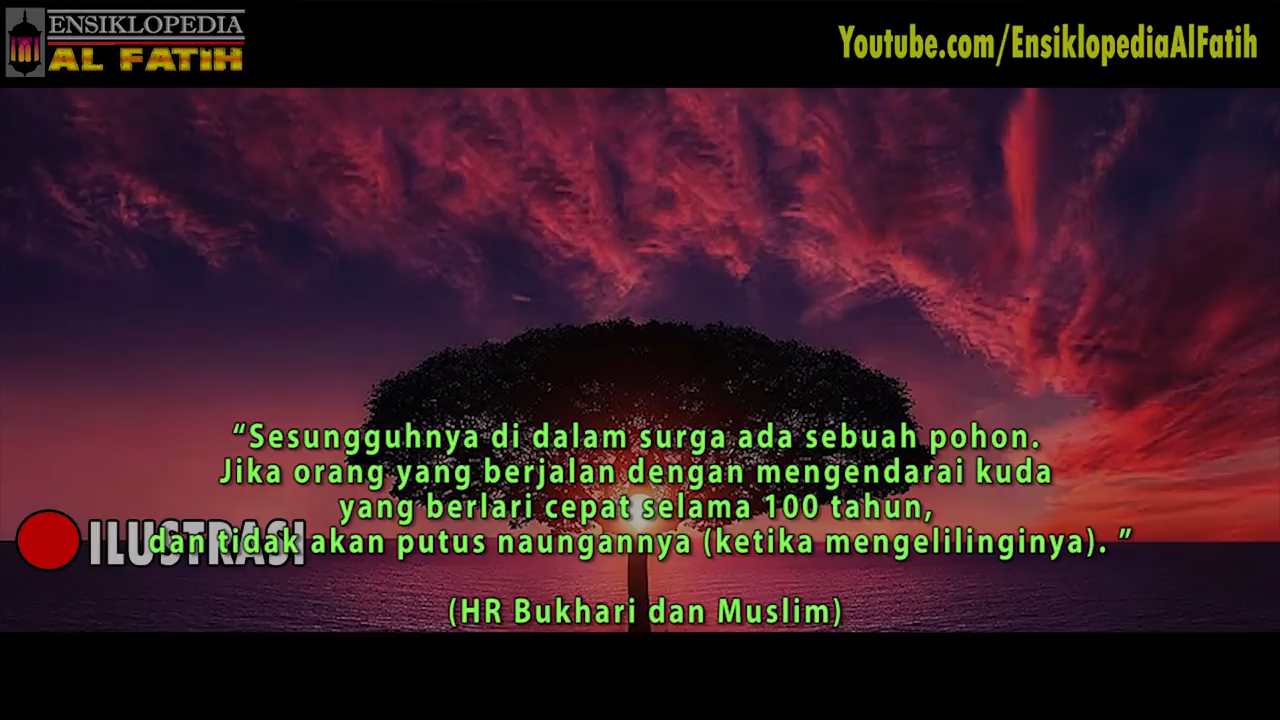 ENSIKLOPEDIA
AL FATIH
Youtube.com/EnsiklopediaAlFatih
“Sesungguhnya di dalam surga ada sebuah pohon.
Jika orang yang berjalan dengan mengendarai kuda
yang berlari cepat selama 100 tahun,
dan tidak akan putus naungannya (ketika mengelilinginya). ”
ILUSTRASI
(HR Bukhari dan Muslim)